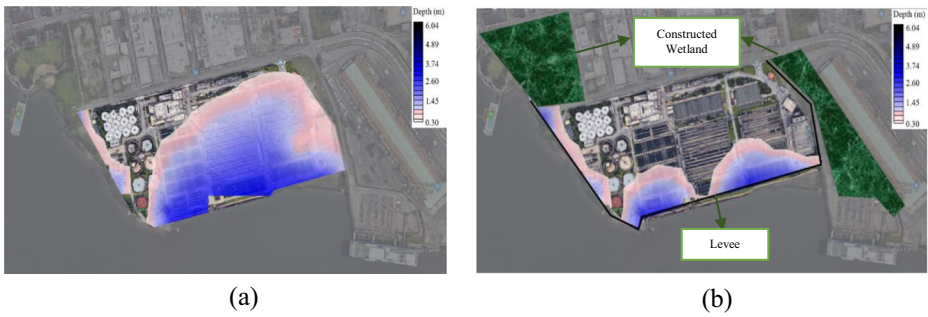 Depth (m)
6.04
4.89
3.74
2.60
1.45
0.30
(a)
Constructed
Wetland
Levee
Depth (m)
6.04
4.89
3.74
2.60
1.45
0.30
(b)